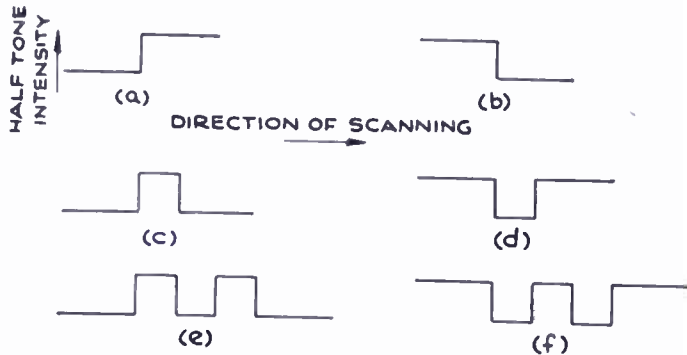 HALF TONE
INTENSITY
(a)
(b)
DIRECTION OF SCANNING
(c)
(d)
(e)
(f)